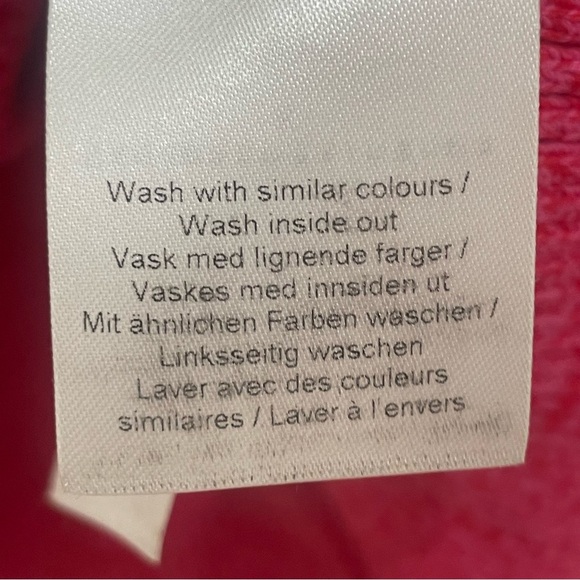 Wash with similar colours /
Wash inside out
Vask med lignende farger /
Vaskes med innsiden ut
Mit ähnlichen Farben waschen /
Linksseitig waschen
Laver avec des couleurs
similaires / Laver à l'envers